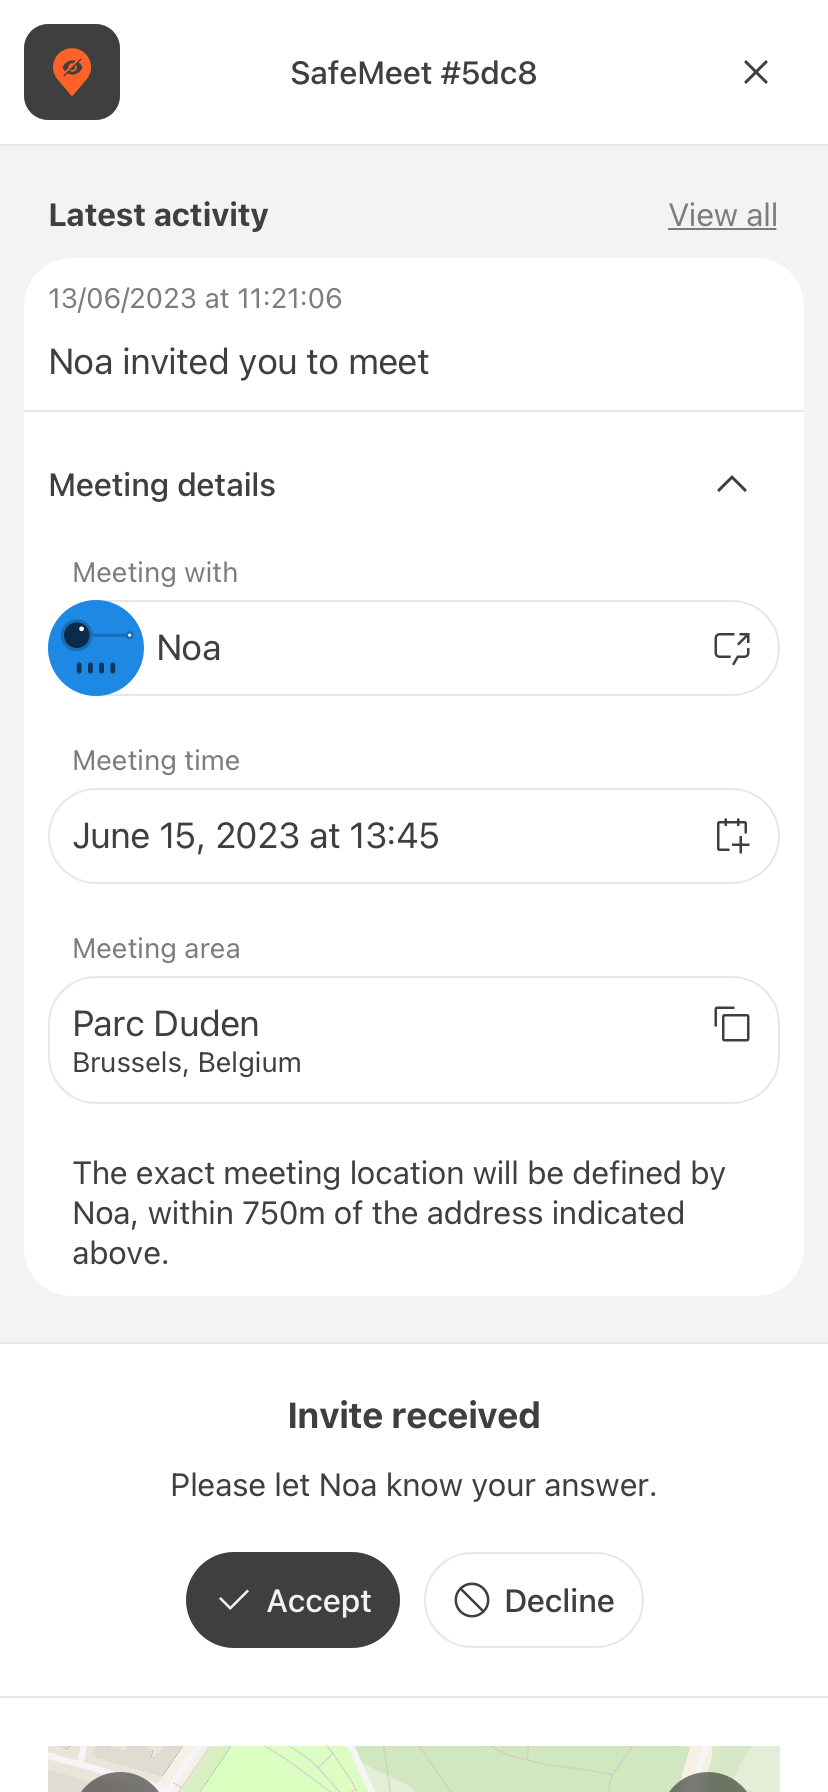 SafeMeet #5dc8
Latest activity
View all
13/06/2023 at 11:21:06
Noa invited you to meet
Meeting details
Meeting with
Noa
Meeting time
June 15, 2023 at 13:45
Meeting area
Parc Duden
Brussels, Belgium
The exact meeting location will be defined by
Noa, within 750m of the address indicated
above.
Invite received
Please let Noa know your answer.
Accept
Decline